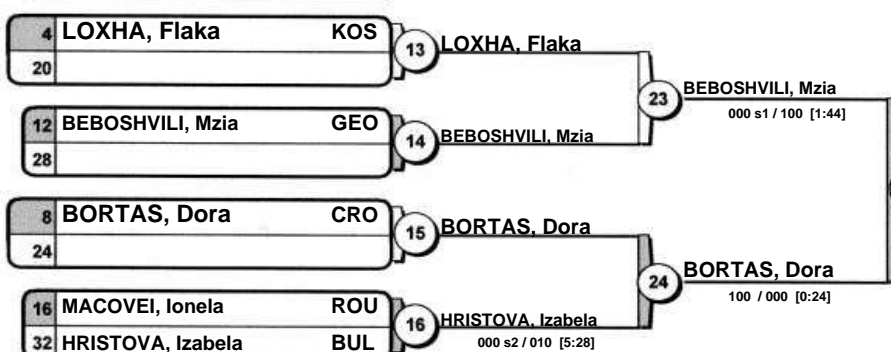 4 LOXHA, Flaka KOS
20
13
LOXHA, Flaka
23
BEBOSHVILI, Mzia
000 s1 / 100 [1:44]
12 BEBOSHVILI, Mzia GEO
28
14
BEBOSHVILI, Mzia
8 BORTAS, Dora CRO
24
15
BORTAS, Dora
24
BORTAS, Dora
100 / 000 [0:24]
16 MACOVEI, Ionela ROU
32 HRISTOVA, Izabela BUL
16
HRISTOVA, Izabela
000 s2 / 010 [5:28]